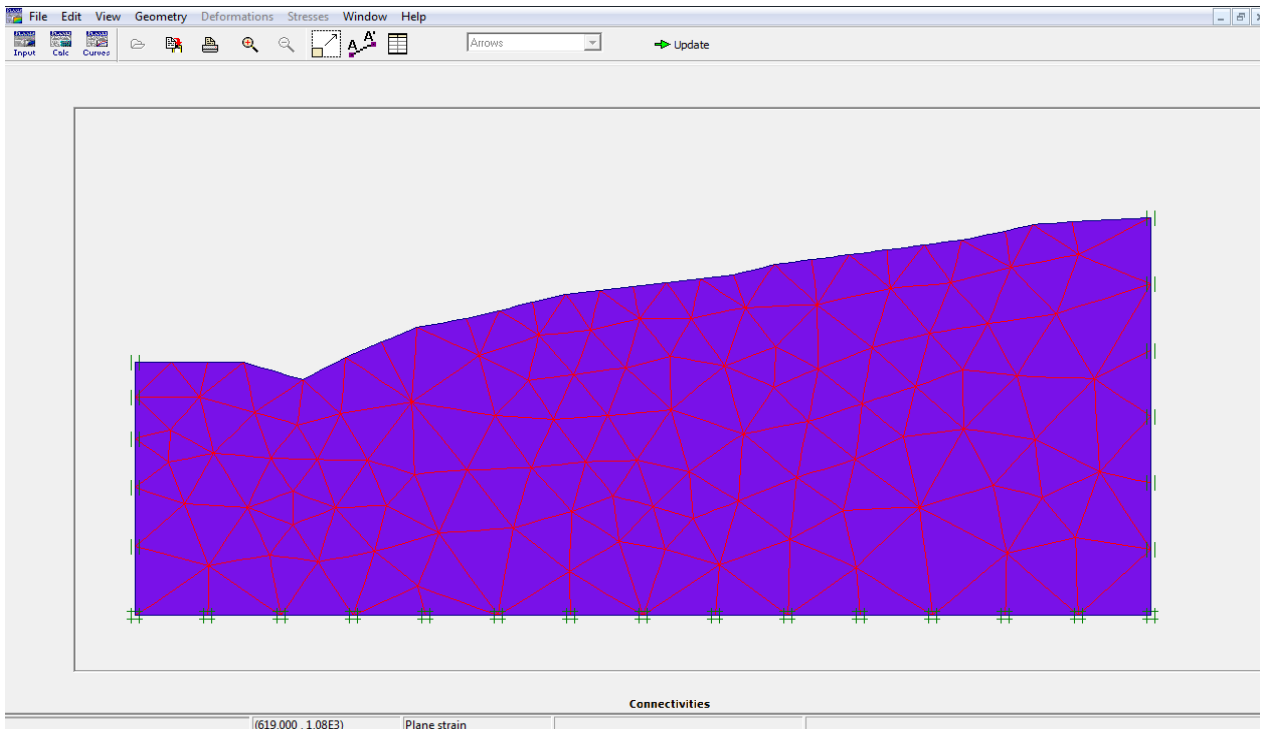 File Edit View Geometry Deformations Stresses Window Help
Input Calc Curves A A' Arrows Update
Connectivities
(619.000 , 1.08E3) Plane strain